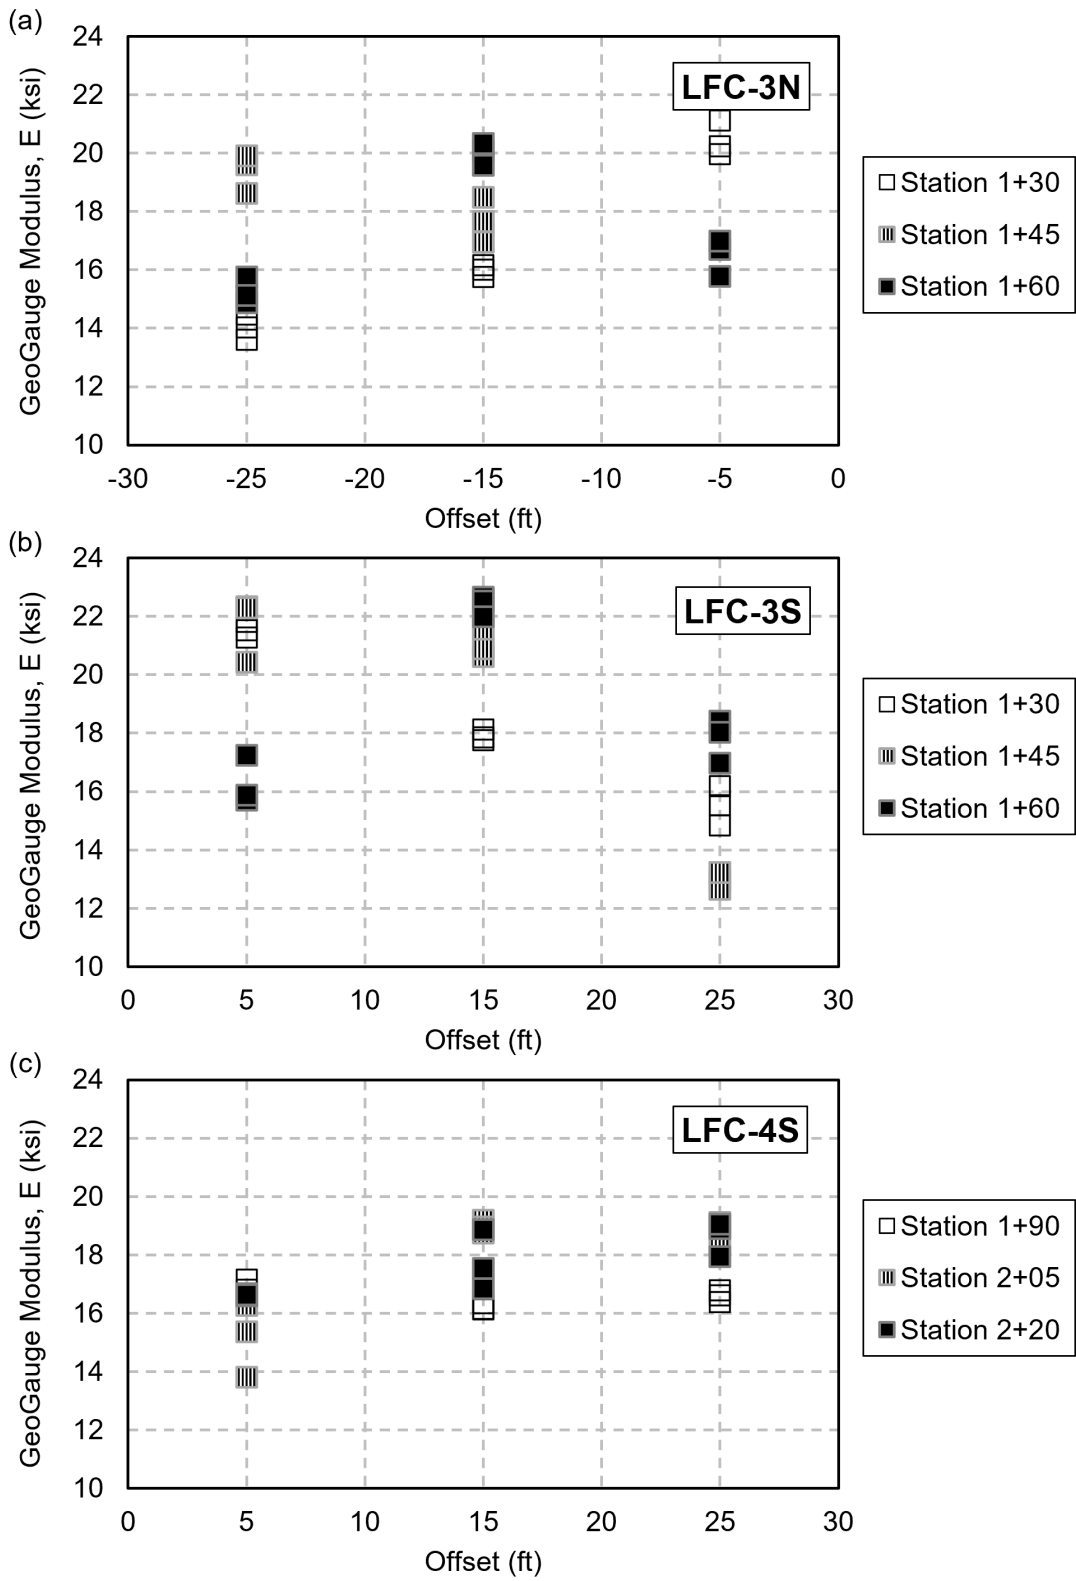 (a)
24
22
20
18
16
14
12
10
GeoGauge Modulus, E (ksi)
LFC-3N
-30 -25 -20 -15 -10 -5 0
Offset (ft)
Station 1+30
Station 1+45
Station 1+60
(b)
24
22
20
18
16
14
12
10
GeoGauge Modulus, E (ksi)
LFC-3S
0 5 10 15 20 25 30
Offset (ft)
Station 1+30
Station 1+45
Station 1+60
(c)
24
22
20
18
16
14
12
10
GeoGauge Modulus, E (ksi)
LFC-4S
0 5 10 15 20 25 30
Offset (ft)
Station 1+90
Station 2+05
Station 2+20